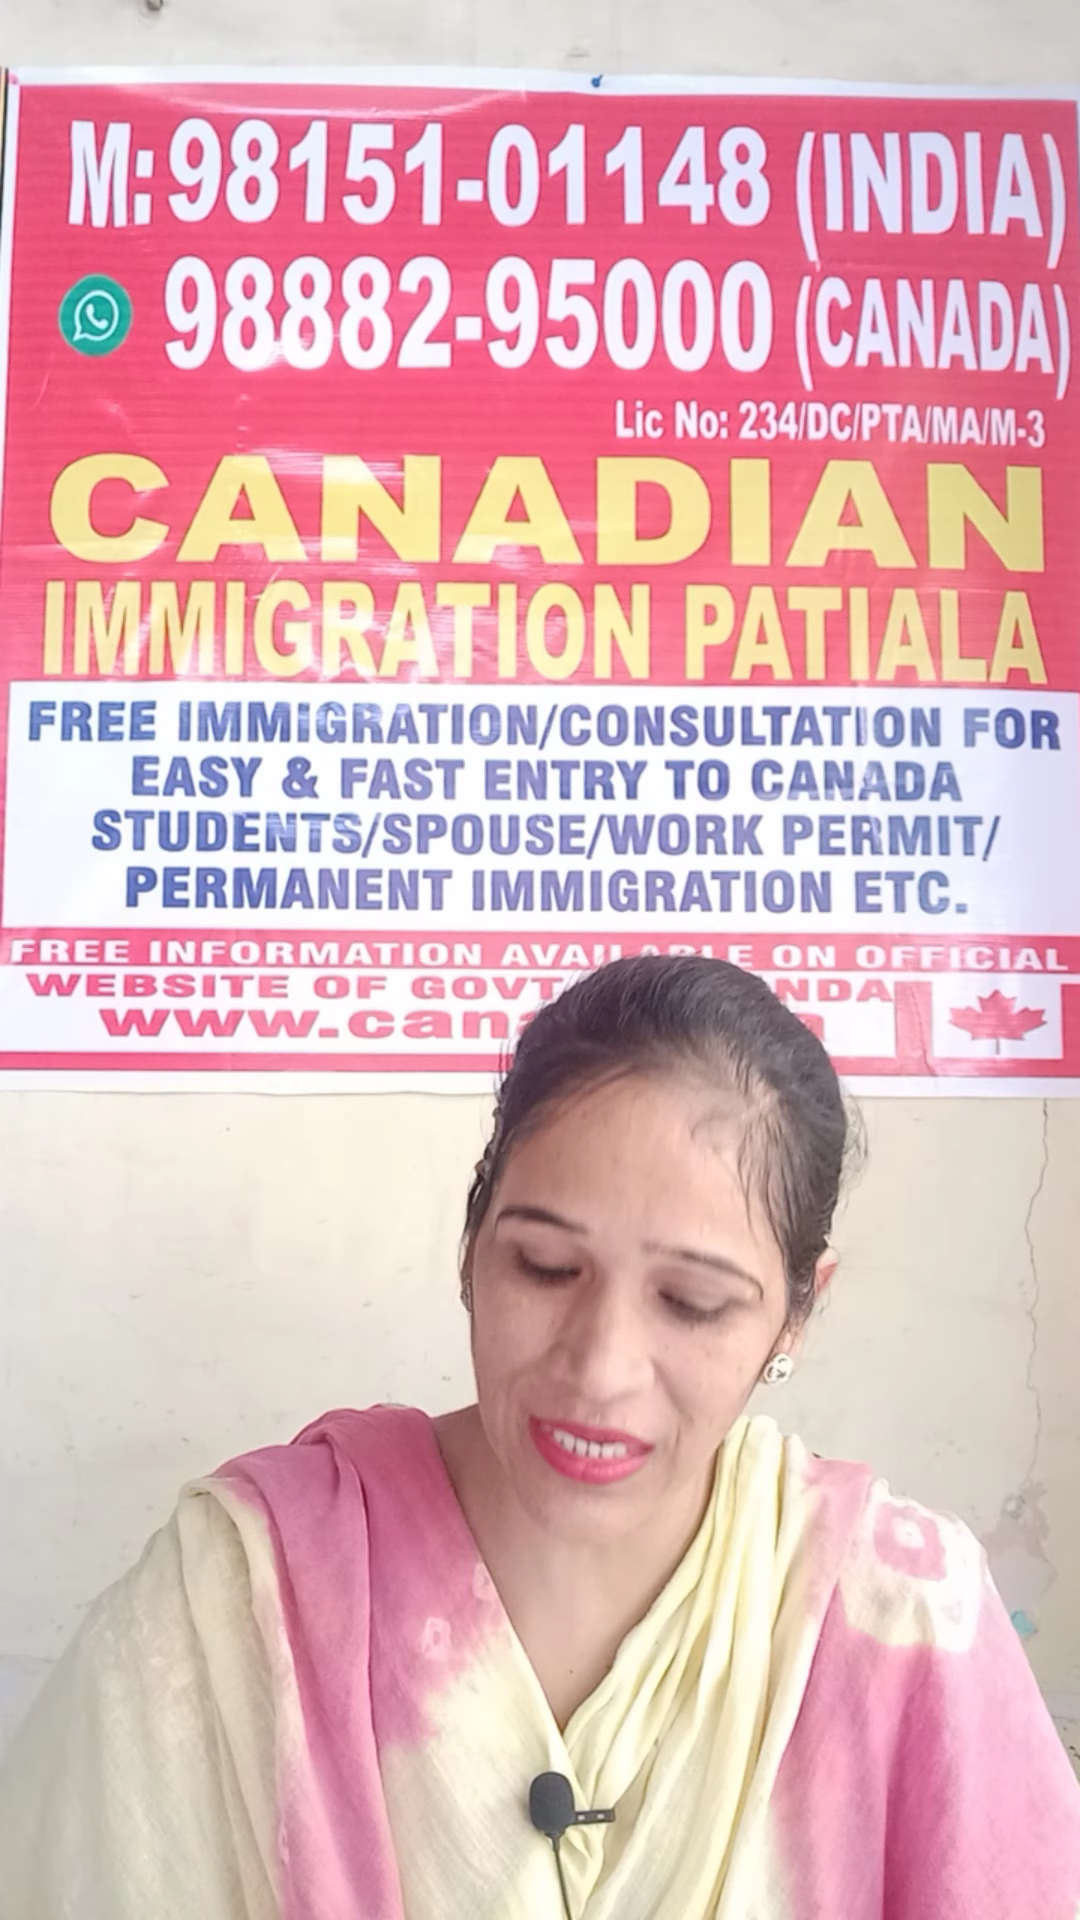 M: 98151-01148 (INDIA)
98882-95000 (CANADA)
Lic No: 234/DC/PTA/MA/M-3
CANADIAN
IMMIGRATION PATIALA
FREE IMMIGRATION/CONSULTATION FOR
EASY & FAST ENTRY TO CANADA
STUDENTS/SPOUSE/WORK PERMIT/
PERMANENT IMMIGRATION ETC.
FREE INFORMATION AVAILABLE ON OFFICIAL
WEBSITE OF GOVT